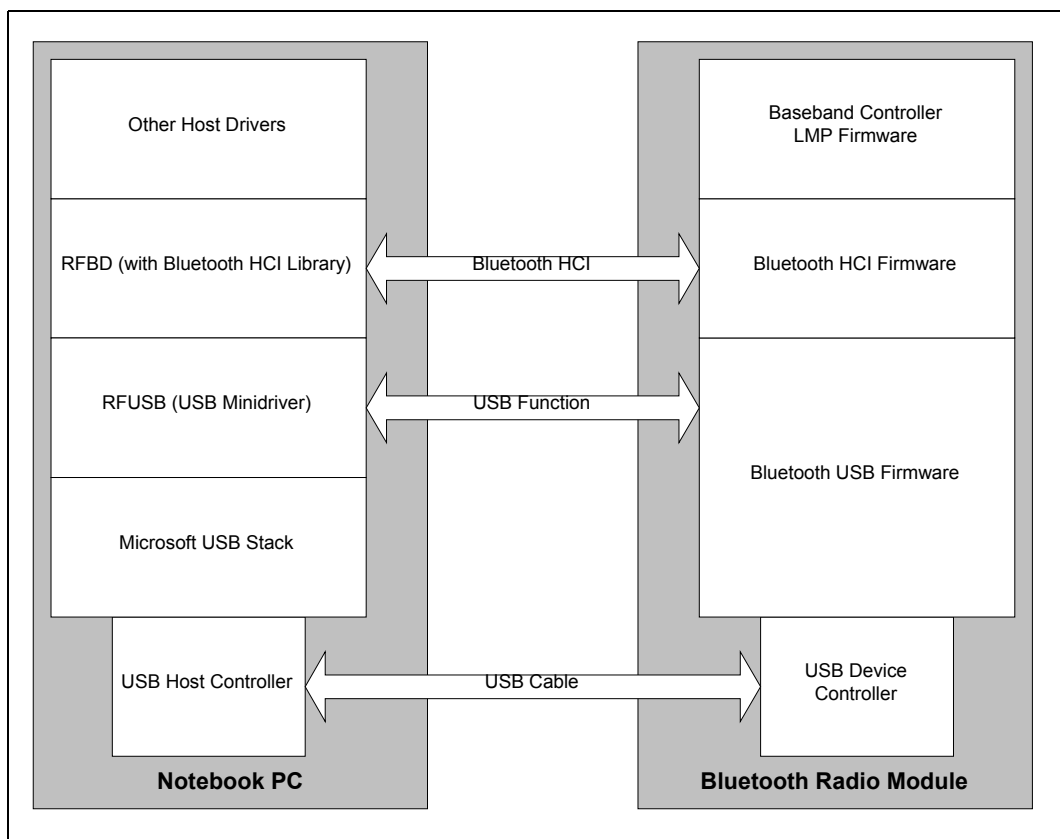 Other Host Drivers
Baseband Controller
LMP Firmware
RFBD (with Bluetooth HCI Library)
Bluetooth HCI
Bluetooth HCI Firmware
RFUSB (USB Minidriver)
USB Function
Bluetooth USB Firmware
Microsoft USB Stack
USB Host Controller
USB Cable
USB Device
Controller
Notebook PC
Bluetooth Radio Module